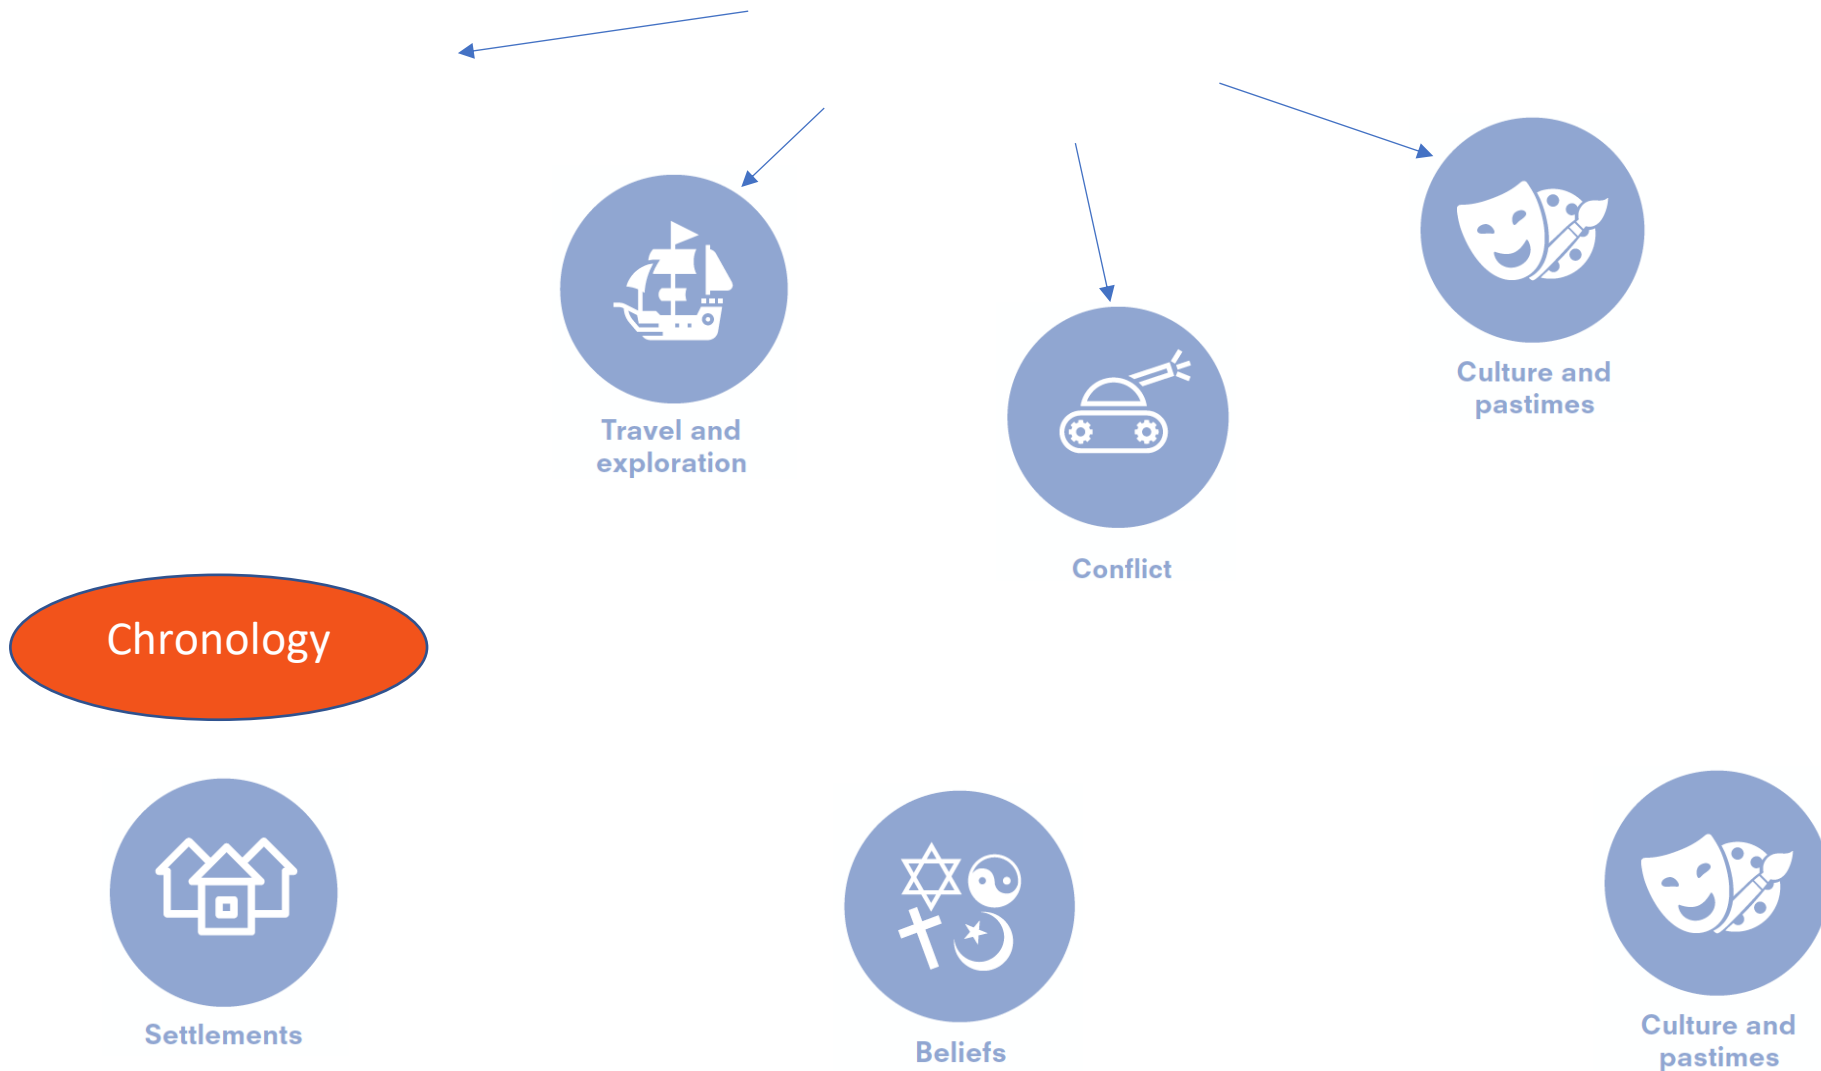 Culture and
pastimes
Travel and
exploration
Conflict
Chronology
Settlements
Beliefs
Culture and
pastimes